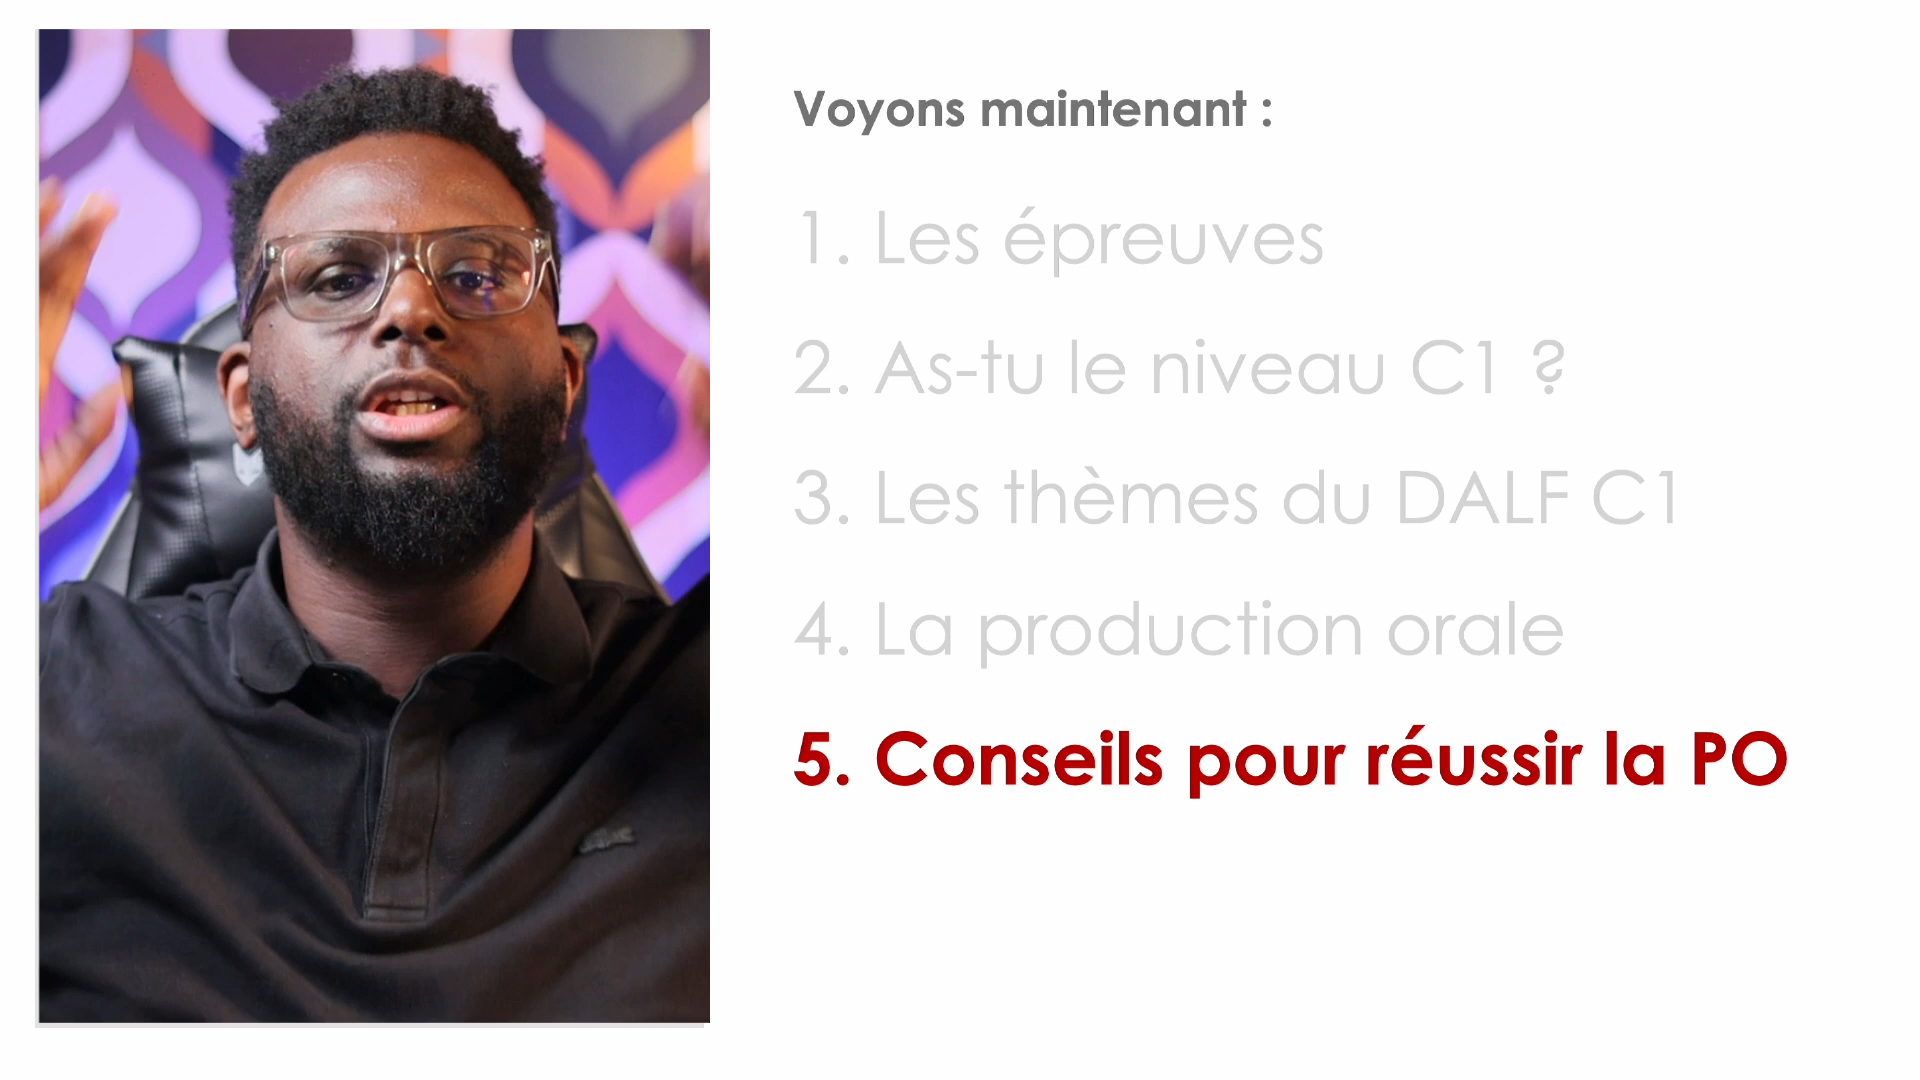 Voyons maintenant :
1. Les épreuves
2. As-tu le niveau C1 ?
3. Les thèmes du DALF C1
4. La production orale
5. Conseils pour réussir la PO